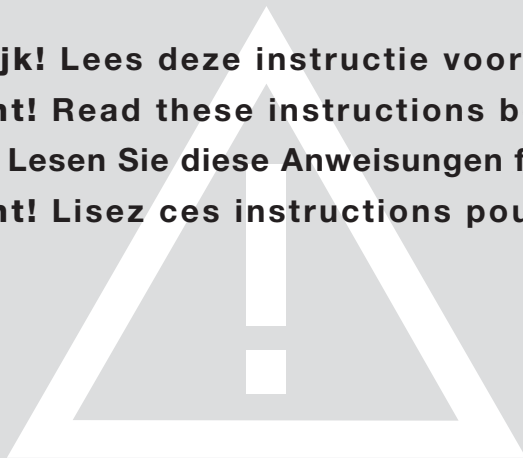 jk! Lees deze instructie voor
nt! Read these instructions b
Lesen Sie diese Anweisungen f
nt! Lisez ces instructions pou